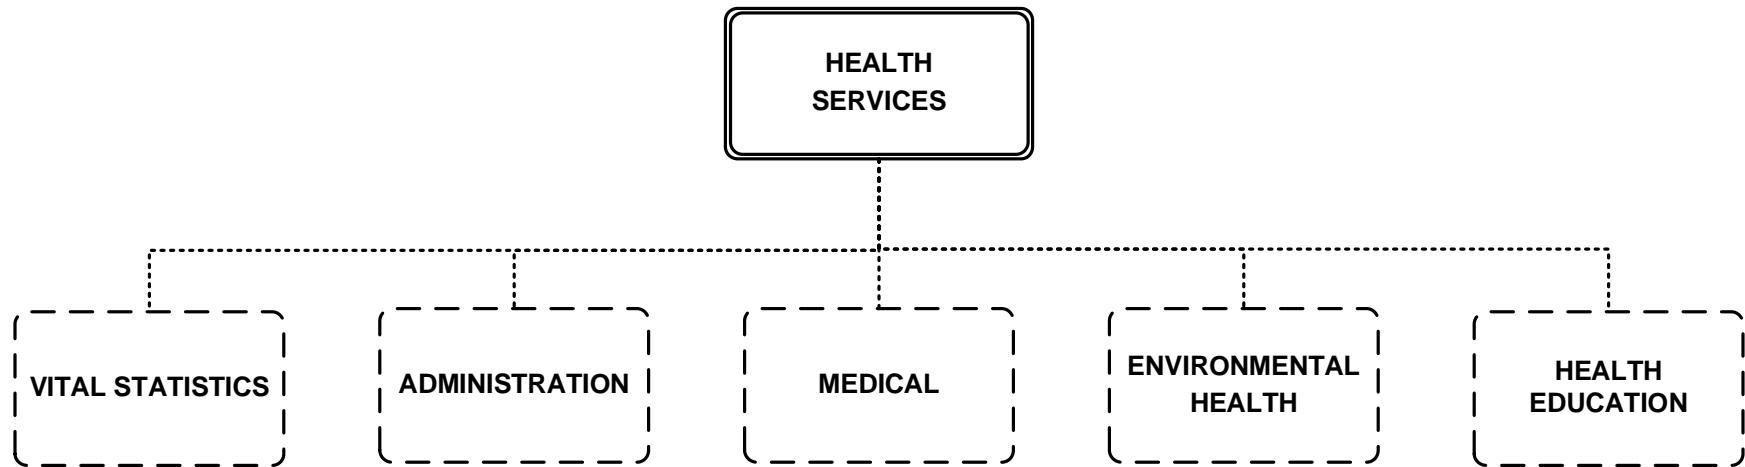 HEALTH
SERVICES
VITAL STATISTICS
ADMINISTRATION
MEDICAL
ENVIRONMENTAL
HEALTH
HEALTH
EDUCATION